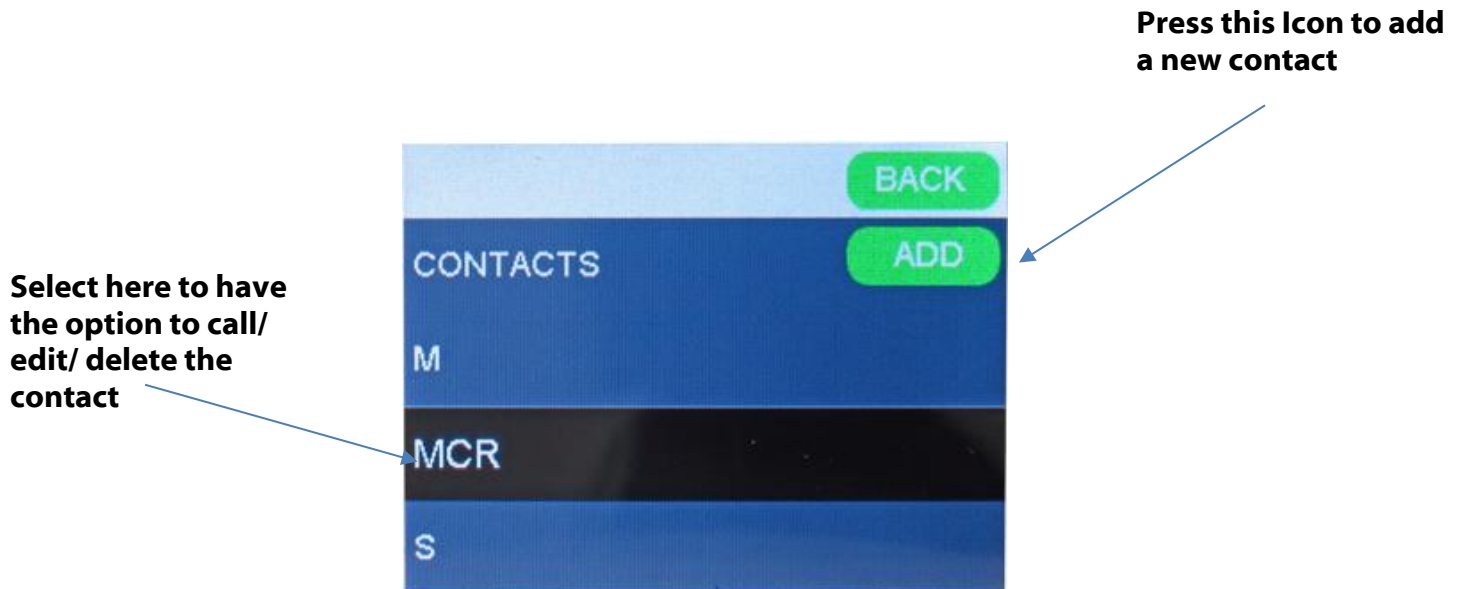 Press this Icon to add
a new contact
BACK
CONTACTS
ADD
Select here to have
the option to call/
edit/ delete the
contact
M
MCR
S